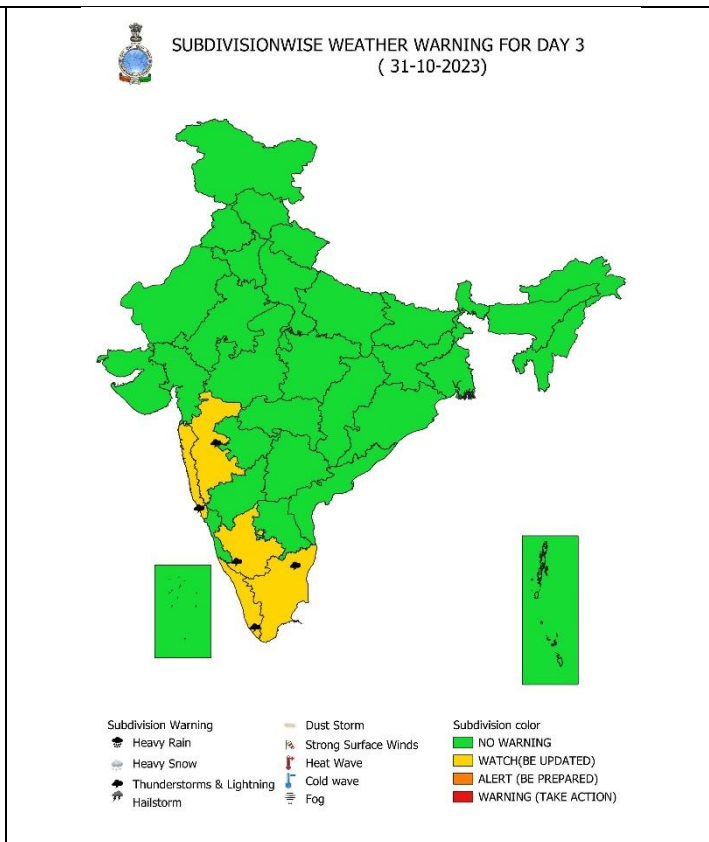 SUBDIVISIONWISE WEATHER WARNING FOR DAY 3
( 31-10-2023)
Subdivision Warning
Heavy Rain
Heavy Snow
Thunderstorms & Lightning
Hailstorm
Dust Storm
Strong Surface Winds
Heat Wave
Cold wave
Fog
Subdivision color
NO WARNING
WATCH(BE UPDATED)
ALERT (BE PREPARED)
WARNING (TAKE ACTION)